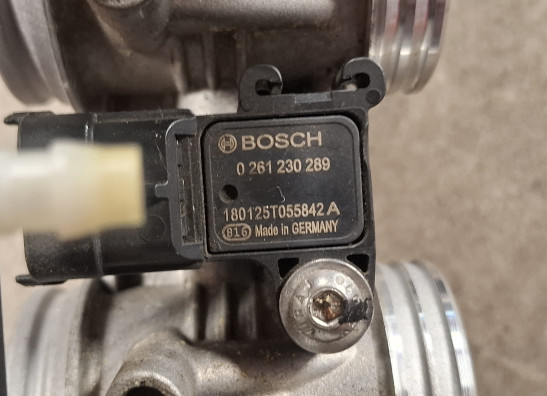 BOSCH
0 261 230 289
180125T055842 A
816 Made in GERMANY